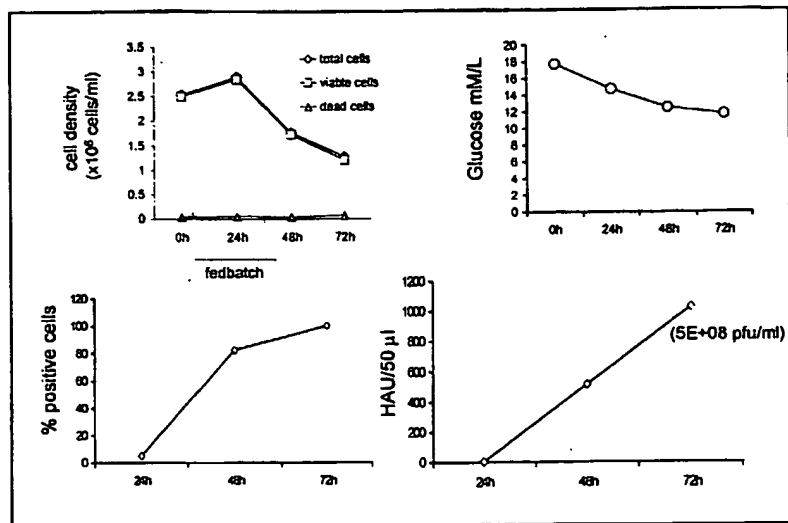 3.5
3
2.5
2
1.5
1
0.5
0
cell density
(x10⁶ cells/ml)
total cells
viable cells
dead cells
0h 24h 48h 72h
fedbatch
20
18
16
14
12
10
8
6
4
2
0
Glucose mM/L
0h 24h 48h 72h
120
100
80
60
40
20
0
% positive cells
24h 48h 72h
1200
1000
800
600
400
200
0
HAU/50 µl
(5E+08 pfu/ml)
24h 48h 72h